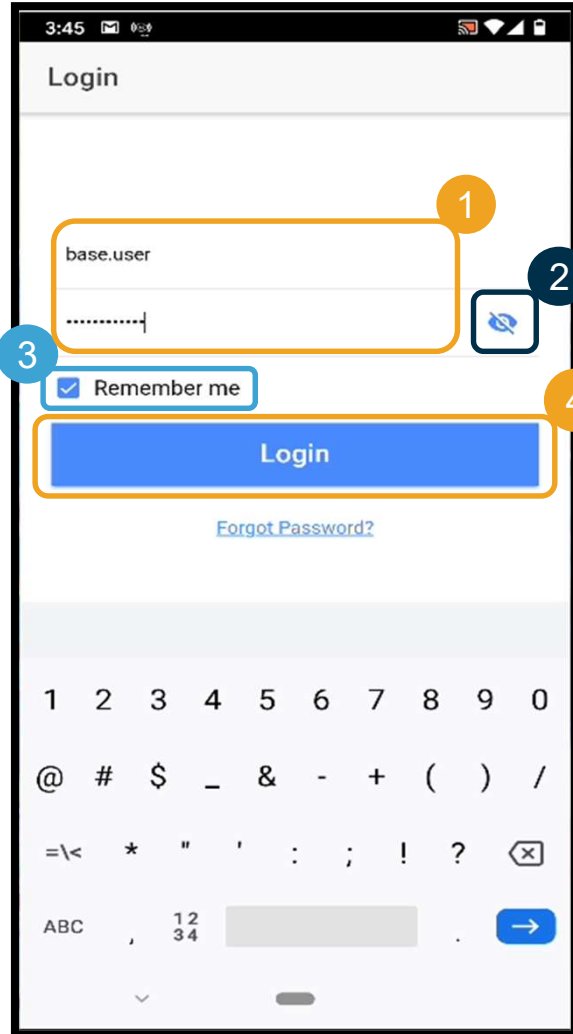 3:45
Login
1
base.user
2
············
3
Remember me
4
Login
Forgot Password?
1 2 3 4 5 6 7 8 9 0
@ # $ _ & - + ( ) /
=\< * " ' : ; ! ? 
ABC , 12 .
34